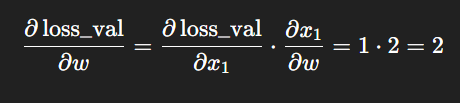 ∂ loss_val/∂w = ∂ loss_val/∂x₁ · ∂x₁/∂w = 1 · 2 = 2